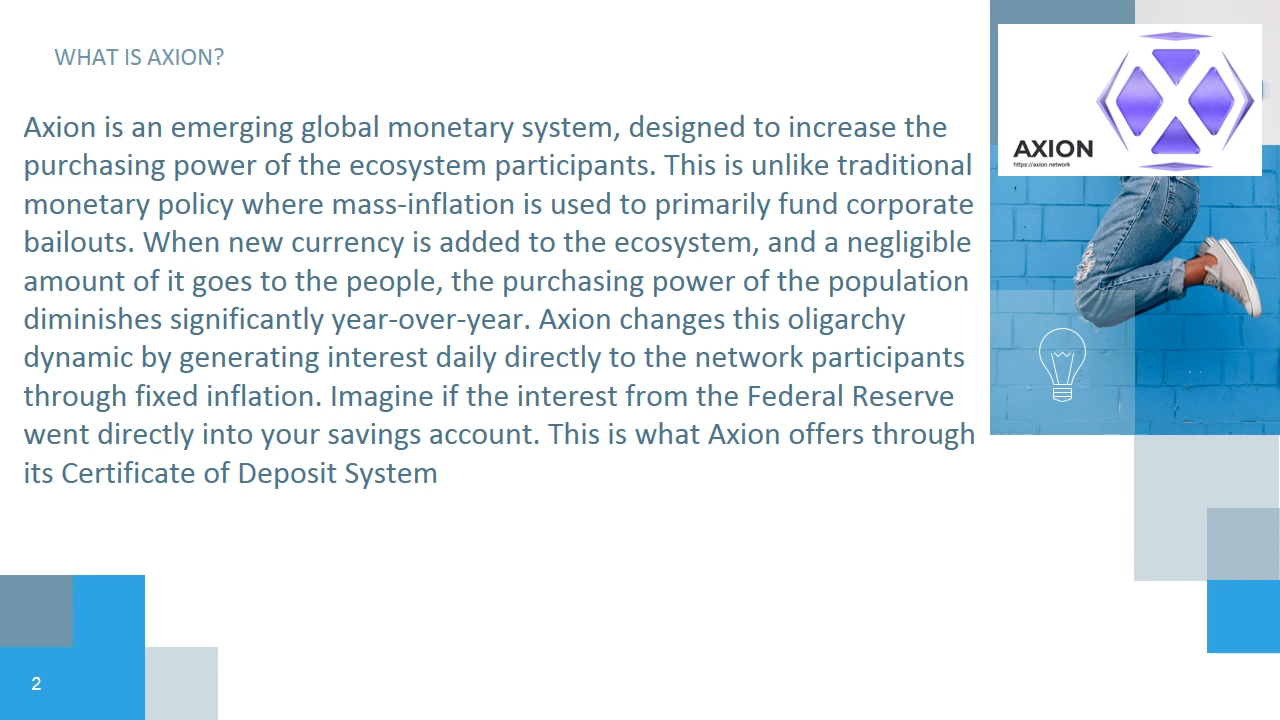 WHAT IS AXION?
Axion is an emerging global monetary system, designed to increase the
purchasing power of the ecosystem participants. This is unlike traditional
monetary policy where mass-inflation is used to primarily fund corporate
bailouts. When new currency is added to the ecosystem, and a negligible
amount of it goes to the people, the purchasing power of the population
diminishes significantly year-over-year. Axion changes this oligarchy
dynamic by generating interest daily directly to the network participants
through fixed inflation. Imagine if the interest from the Federal Reserve
went directly into your savings account. This is what Axion offers through
its Certificate of Deposit System
AXION
https://axion.network
2